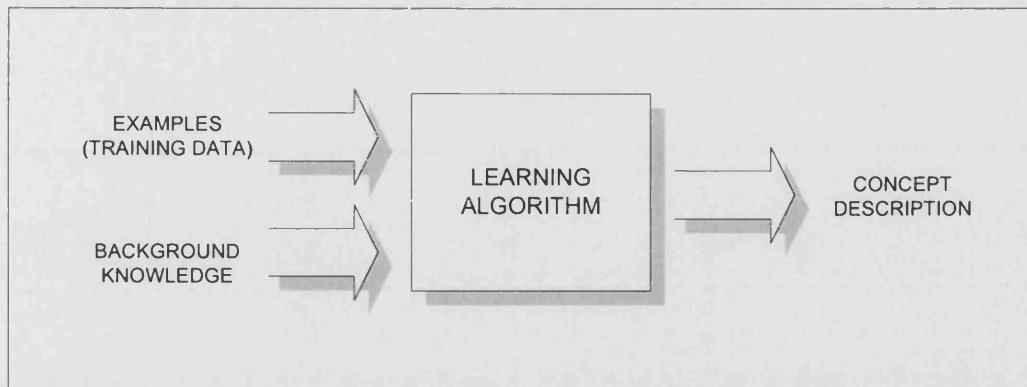 EXAMPLES
(TRAINING DATA)
BACKGROUND
KNOWLEDGE
LEARNING
ALGORITHM
CONCEPT
DESCRIPTION